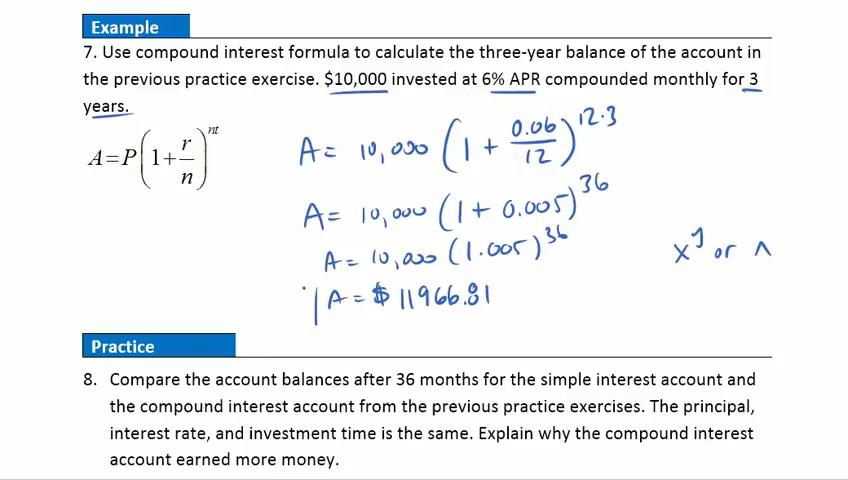 Example
7. Use compound interest formula to calculate the three-year balance of the account in
the previous practice exercise. $10,000 invested at 6% APR compounded monthly for 3
years.
A=P(1+r/n)^nt
A= 10,000 (1 + 0.06/12)^12·3
A= 10,000 (1 + 0.005)^36
A= 10,000 (1.005)^36
x^y or ^
A= $ 11966.81
Practice
8. Compare the account balances after 36 months for the simple interest account and
the compound interest account from the previous practice exercises. The principal,
interest rate, and investment time is the same. Explain why the compound interest
account earned more money.